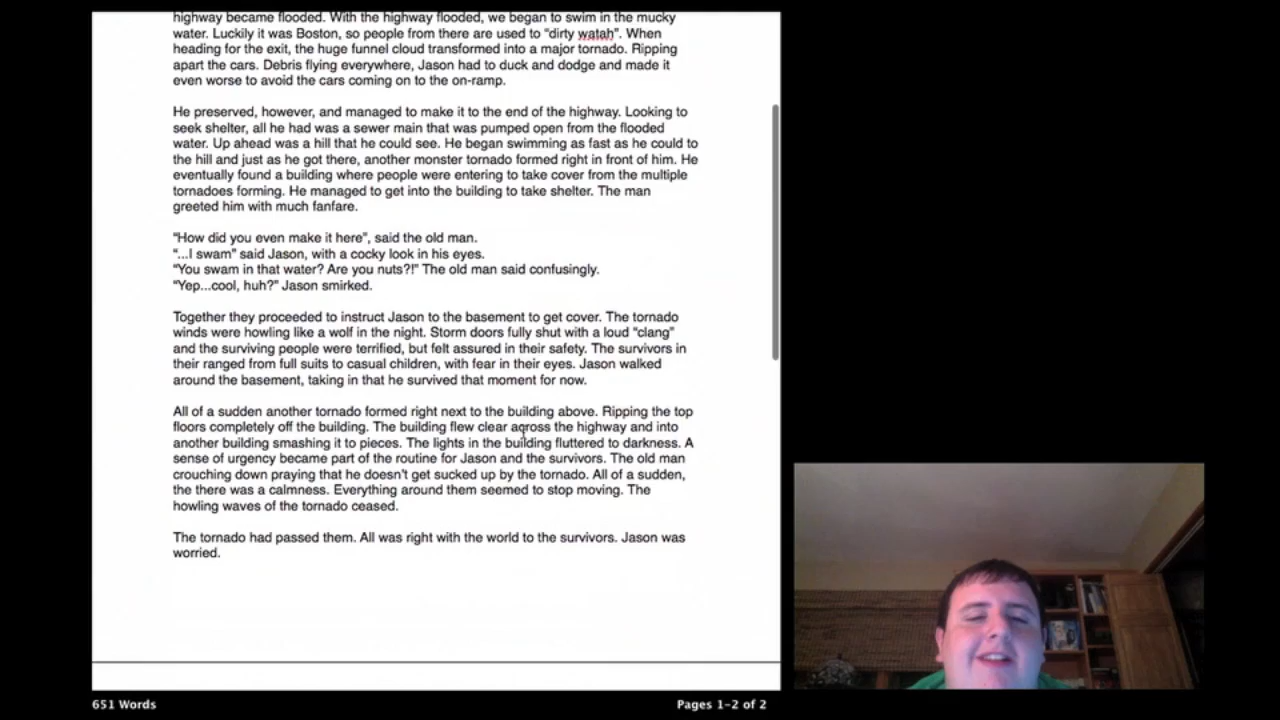 highway became flooded. With the highway flooded, we began to swim in the mucky
water. Luckily it was Boston, so people from there are used to “dirty watah”. When
heading for the exit, the huge funnel cloud transformed into a major tornado. Ripping
apart the cars. Debris flying everywhere, Jason had to duck and dodge and made it
even worse to avoid the cars coming on to the on-ramp.
He preserved, however, and managed to make it to the end of the highway. Looking to
seek shelter, all he had was a sewer main that was pumped open from the flooded
water. Up ahead was a hill that he could see. He began swimming as fast as he could to
the hill and just as he got there, another monster tornado formed right in front of him. He
eventually found a building where people were entering to take cover from the multiple
tornadoes forming. He managed to get into the building to take shelter. The man
greeted him with much fanfare.
“How did you even make it here”, said the old man.
“...I swam” said Jason, with a cocky look in his eyes.
“You swam in that water? Are you nuts?!” The old man said confusingly.
“Yep...cool, huh?” Jason smirked.
Together they proceeded to instruct Jason to the basement to get cover. The tornado
winds were howling like a wolf in the night. Storm doors fully shut with a loud “clang”
and the surviving people were terrified, but felt assured in their safety. The survivors in
their ranged from full suits to casual children, with fear in their eyes. Jason walked
around the basement, taking in that he survived that moment for now.
All of a sudden another tornado formed right next to the building above. Ripping the top
floors completely off the building. The building flew clear across the highway and into
another building smashing it to pieces. The lights in the building fluttered to darkness. A
sense of urgency became part of the routine for Jason and the survivors. The old man
crouching down praying that he doesn’t get sucked up by the tornado. All of a sudden,
the there was a calmness. Everything around them seemed to stop moving. The
howling waves of the tornado ceased.
The tornado had passed them. All was right with the world to the survivors. Jason was
worried.
651 Words
Pages 1-2 of 2